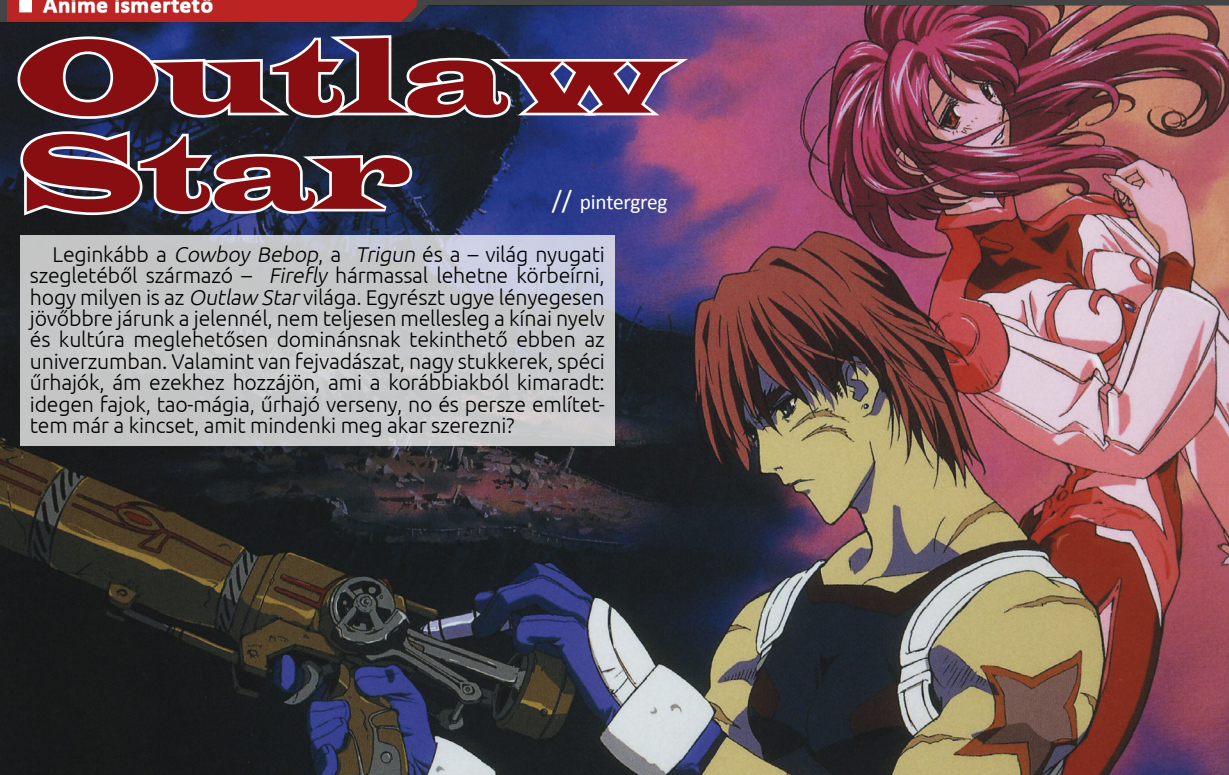 Anime ismertető
Outlaw
Star
// pintergreg
Leginkább a Cowboy Bebop, a Trigun és a – világ nyugati
szegletéből származó – Firefly hármassal lehetne körbeírni,
hogy milyen is az Outlaw Star világa. Egyrészt ugye lényegesen
jövőbbre járunk a jelennél, nem teljesen mellesleg a kínai nyelv
és kultúra meglehetősen dominánsnak tekinthető ebben az
univerzumban. Valamint van fejvadászat, nagy stukkerek, spéci
űrhajók, ám ezekhez hozzájön, ami a korábbiakból kimaradt:
idegen fajok, tao-mágia, űrhajó verseny, no és persze említet-
tem már a kincset, amit mindenki meg akar szerezni?